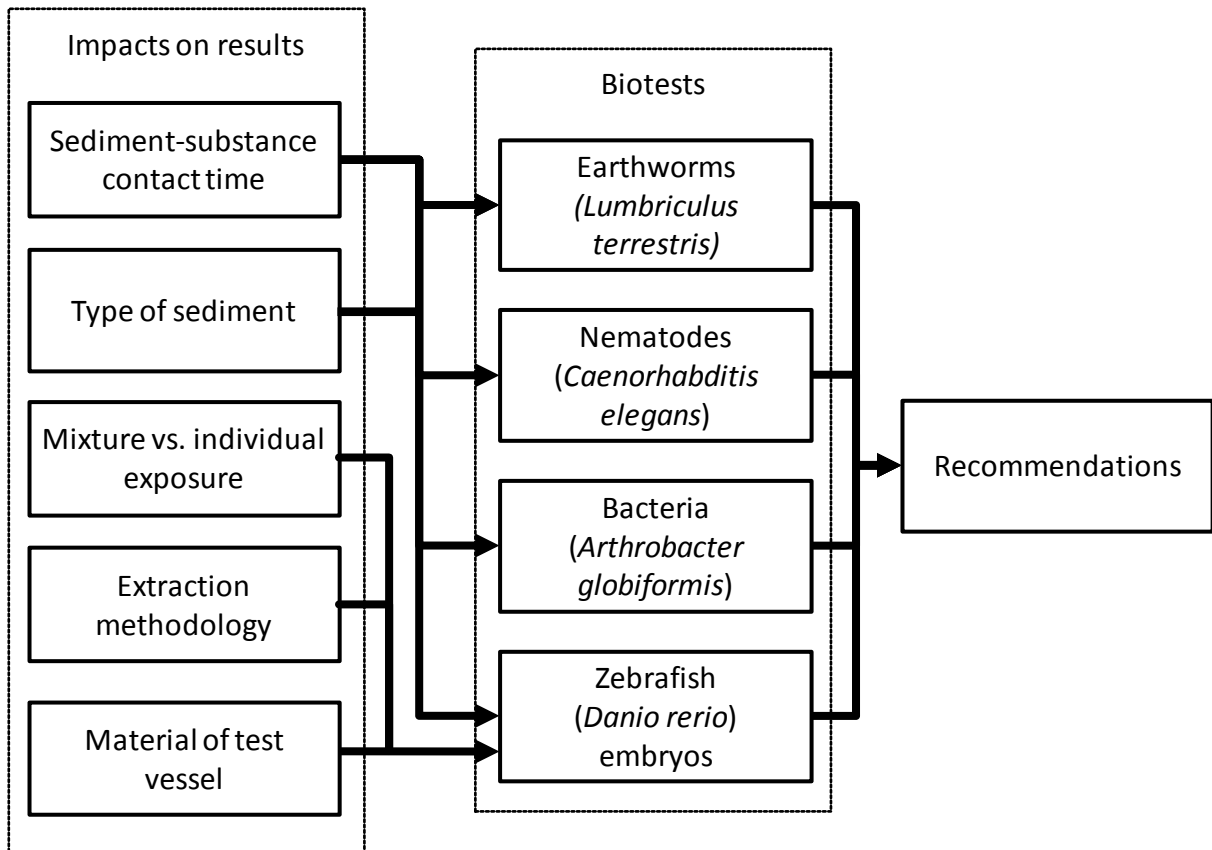 Impacts on results
Sediment-substance
contact time
Type of sediment
Mixture vs. individual
exposure
Extraction
methodology
Material of test
vessel
Biotests
Earthworms
(Lumbriculus
terrestris)
Nematodes
(Caenorhabditis
elegans)
Bacteria
(Arthrobacter
globiformis)
Zebrafish
(Danio rerio)
embryos
Recommendations